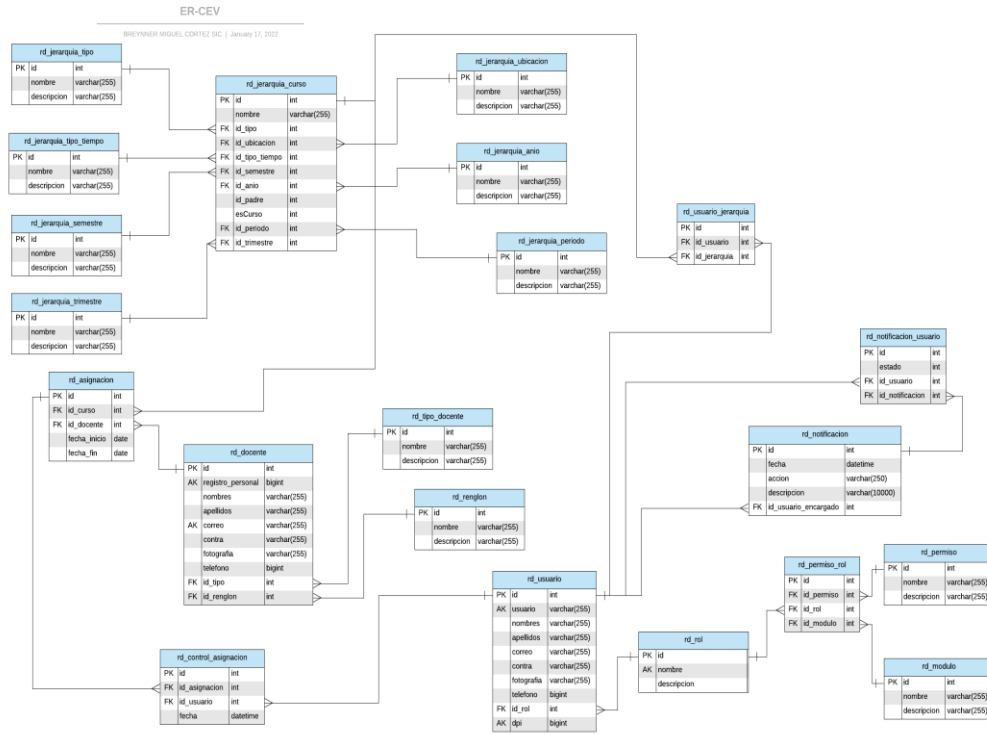 ER-CEV
BREYNNER MIGUEL CORTEZ SIC | January 17, 2022
rd_jerarquia_tipo
PK id int
nombre varchar(255)
descripcion varchar(255)
rd_jerarquia_tipo_tiempo
PK id int
nombre varchar(255)
descripcion varchar(255)
rd_jerarquia_semestre
PK id int
nombre varchar(255)
descripcion varchar(255)
rd_jerarquia_trimestre
PK id int
nombre varchar(255)
descripcion varchar(255)
rd_jerarquia_curso
PK id int
nombre varchar(255)
FK id_tipo int
FK id_ubicacion int
FK id_tipo_tiempo int
FK id_semestre int
FK id_anio int
id_padre int
esCurso int
FK id_periodo int
FK id_trimestre int
rd_jerarquia_ubicacion
PK id int
nombre varchar(255)
descripcion varchar(255)
rd_jerarquia_anio
PK id int
nombre varchar(255)
descripcion varchar(255)
rd_jerarquia_periodo
PK id int
nombre varchar(255)
descripcion varchar(255)
rd_usuario_jerarquia
PK id int
FK id_usuario int
FK id_jerarquia int
rd_notificacion_usuario
PK id int
estado int
FK id_usuario int
FK id_notificacion int
rd_asignacion
PK id int
FK id_curso int
FK id_docente int
fecha_inicio date
fecha_fin date
rd_docente
PK id int
AK registro_personal bigint
nombres varchar(255)
apellidos varchar(255)
AK correo varchar(255)
contra varchar(255)
fotografia varchar(255)
telefono bigint
FK id_tipo int
FK id_renglon int
rd_tipo_docente
PK id int
nombre varchar(255)
descripcion varchar(255)
rd_renglon
PK id int
nombre varchar(255)
descripcion varchar(255)
rd_notificacion
PK id int
fecha datetime
accion varchar(250)
descripcion varchar(10000)
FK id_usuario_encargado int
rd_usuario
PK id int
AK usuario varchar(255)
nombres varchar(255)
apellidos varchar(255)
correo varchar(255)
contra varchar(255)
fotografia varchar(255)
telefono bigint
FK id_rol int
AK dpi bigint
rd_control_asignacion
PK id int
FK id_asignacion int
FK id_usuario int
fecha datetime
rd_rol
PK id
AK nombre
descripcion
rd_permiso_rol
PK id int
FK id_permiso int
FK id_rol int
FK id_modulo int
rd_permiso
PK id int
nombre varchar(255)
descripcion varchar(255)
rd_modulo
PK id int
nombre varchar(255)
descripcion varchar(255)